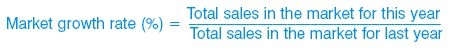 Market growth rate (%) = Total sales in the market for this year
Total sales in the market for last year